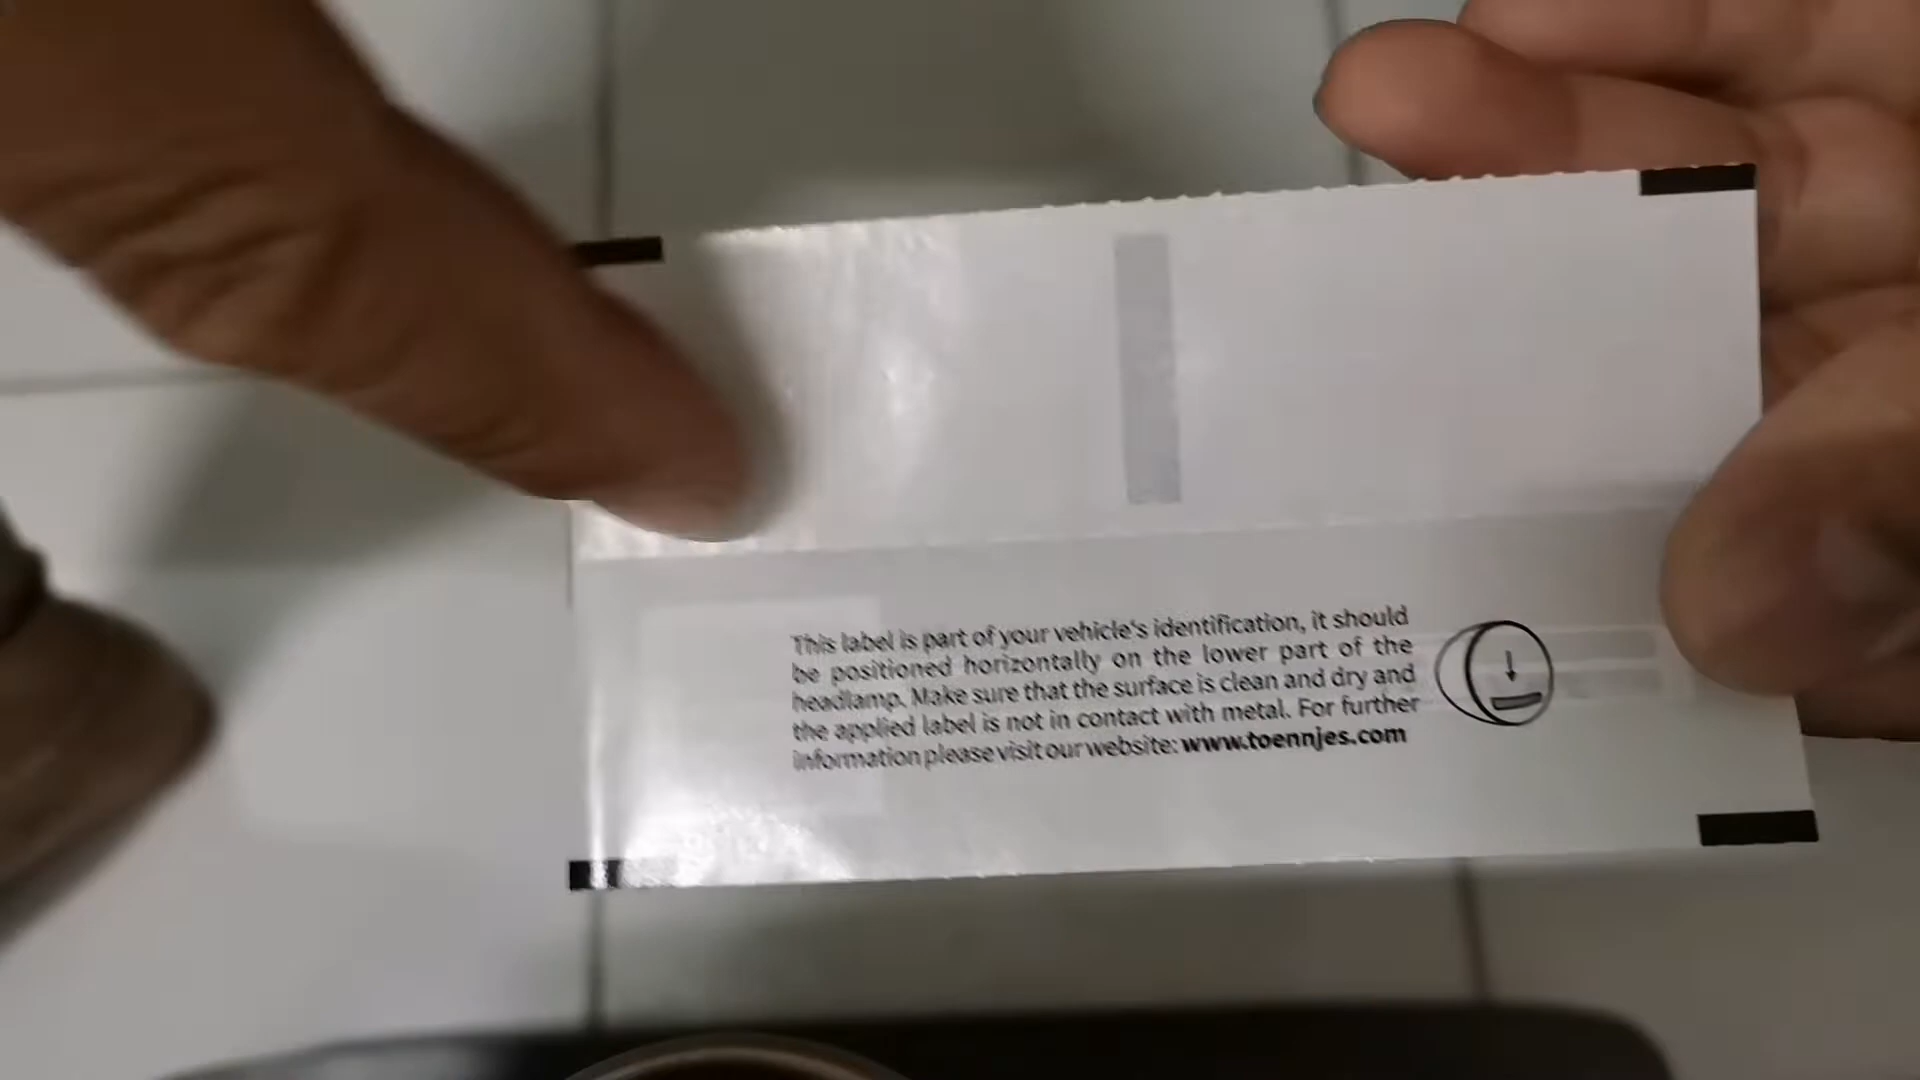 This label is part of your vehicle's identification, it should
be positioned horizontally on the lower part of the
headlamp. Make sure that the surface is clean and dry and
the applied label is not in contact with metal. For further
information please visit our website: www.toennjes.com